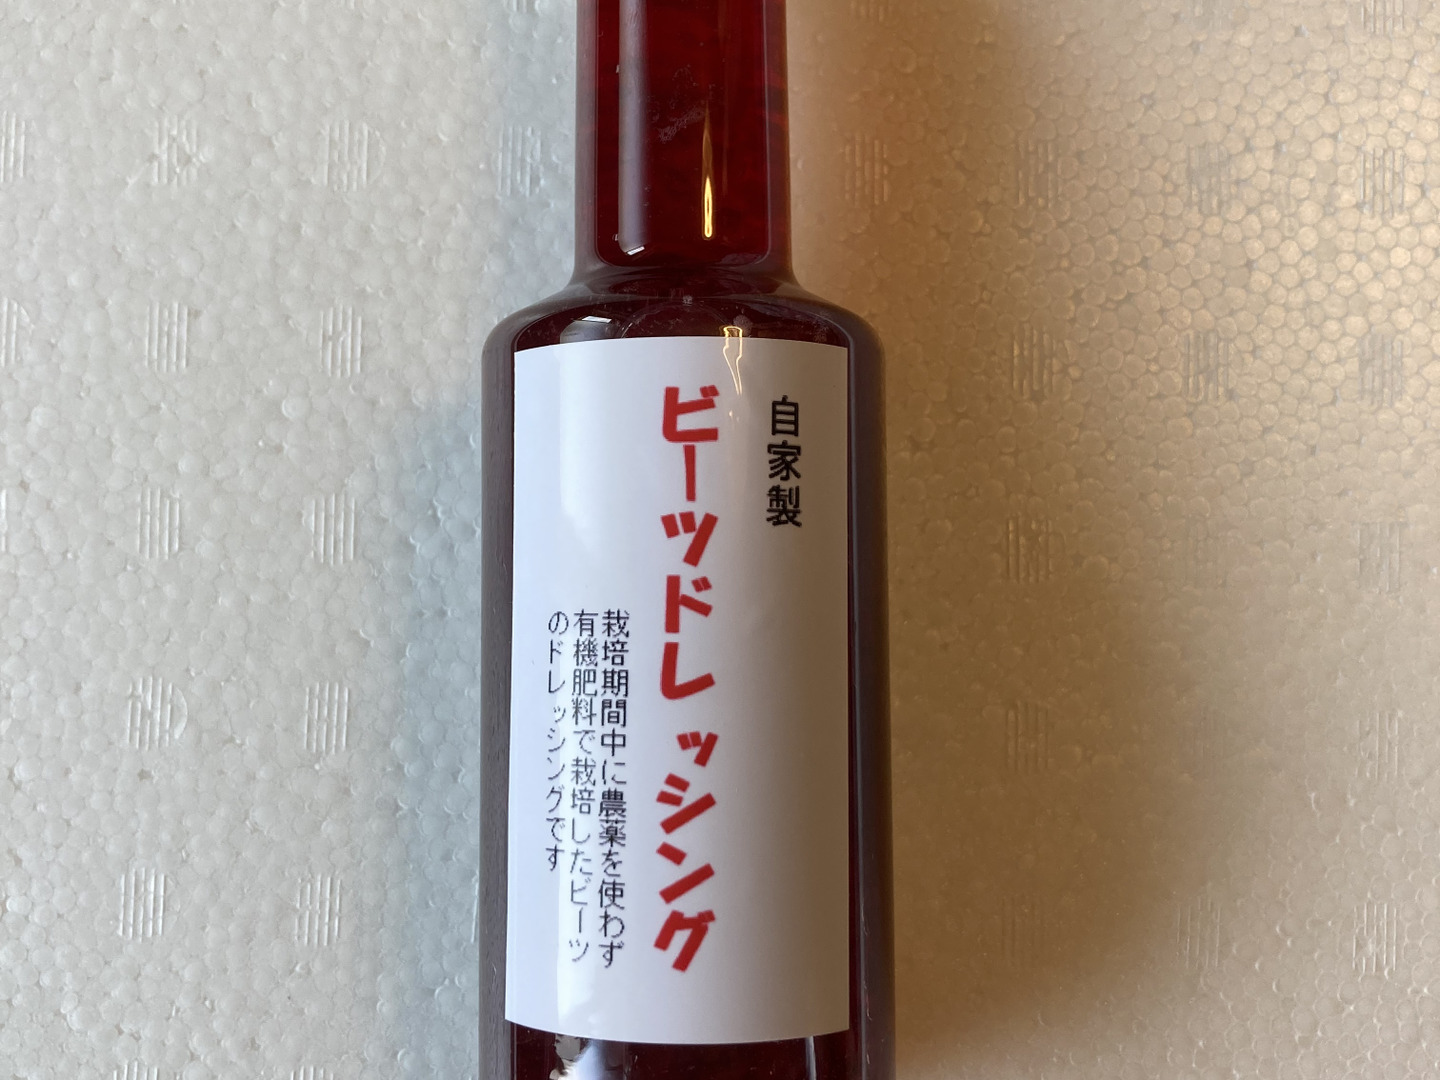 自家製
ビーツドレッシング
栽培期間中に農薬を使わず
有機肥料で栽培したビーツ
のドレッシングです